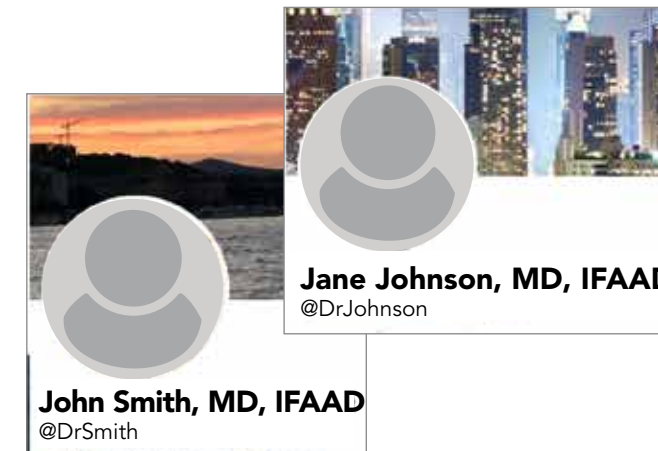 Jane Johnson, MD, IFAAD
@DrJohnson
John Smith, MD, IFAAD
@DrSmith